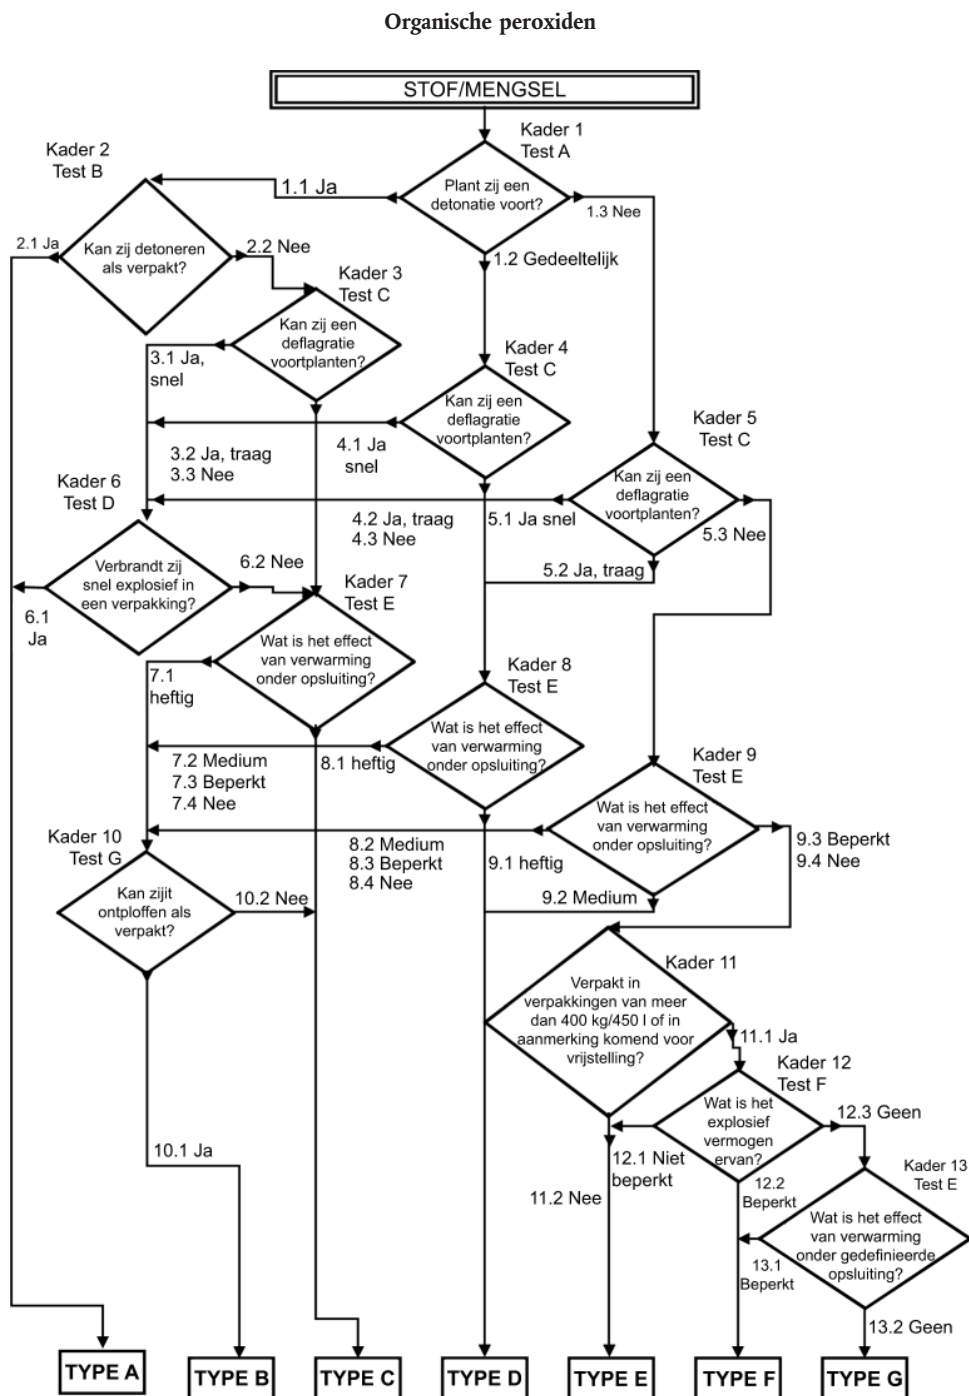 Organische peroxiden
STOF/MENGSEL
Kader 1
Test A
Plant zij een
detonatie voort?
1.1 Ja
1.3 Nee
1.2 Gedeeltelijk
Kader 2
Test B
Kan zij detoneren
als verpakt?
2.1 Ja
2.2 Nee
Kader 3
Test C
Kan zij een
deflagratie
voortplanten?
3.1 Ja,
snel
3.2 Ja, traag
3.3 Nee
Kader 4
Test C
Kan zij een
deflagratie
voortplanten?
4.1 Ja
snel
4.2 Ja, traag
4.3 Nee
Kader 5
Test C
Kan zij een
deflagratie
voortplanten?
5.1 Ja snel
5.2 Ja, traag
5.3 Nee
Kader 6
Test D
Verbrandt zij
snel explosief in
een verpakking?
6.1
Ja
6.2 Nee
Kader 7
Test E
Wat is het effect
van verwarming
onder opsluiting?
7.1
heftig
7.2 Medium
7.3 Beperkt
7.4 Nee
Kader 8
Test E
Wat is het effect
van verwarming
onder opsluiting?
8.1 heftig
8.2 Medium
8.3 Beperkt
8.4 Nee
Kader 9
Test E
Wat is het effect
van verwarming
onder opsluiting?
9.1 heftig
9.2 Medium
9.3 Beperkt
9.4 Nee
Kader 10
Test G
Kan zijit
ontploffen als
verpakt?
10.2 Nee
10.1 Ja
Kader 11
Verpakt in
verpakkingen van meer
dan 400 kg/450 l of in
aanmerking komend voor
vrijstelling?
11.1 Ja
11.2 Nee
Kader 12
Test F
Wat is het
explosief
vermogen
ervan?
12.1 Niet
beperkt
12.2
Beperkt
12.3 Geen
Kader 13
Test E
Wat is het effect
van verwarming
onder gedefinieerde
opsluiting?
13.1
Beperkt
13.2 Geen
TYPE A
TYPE B
TYPE C
TYPE D
TYPE E
TYPE F
TYPE G